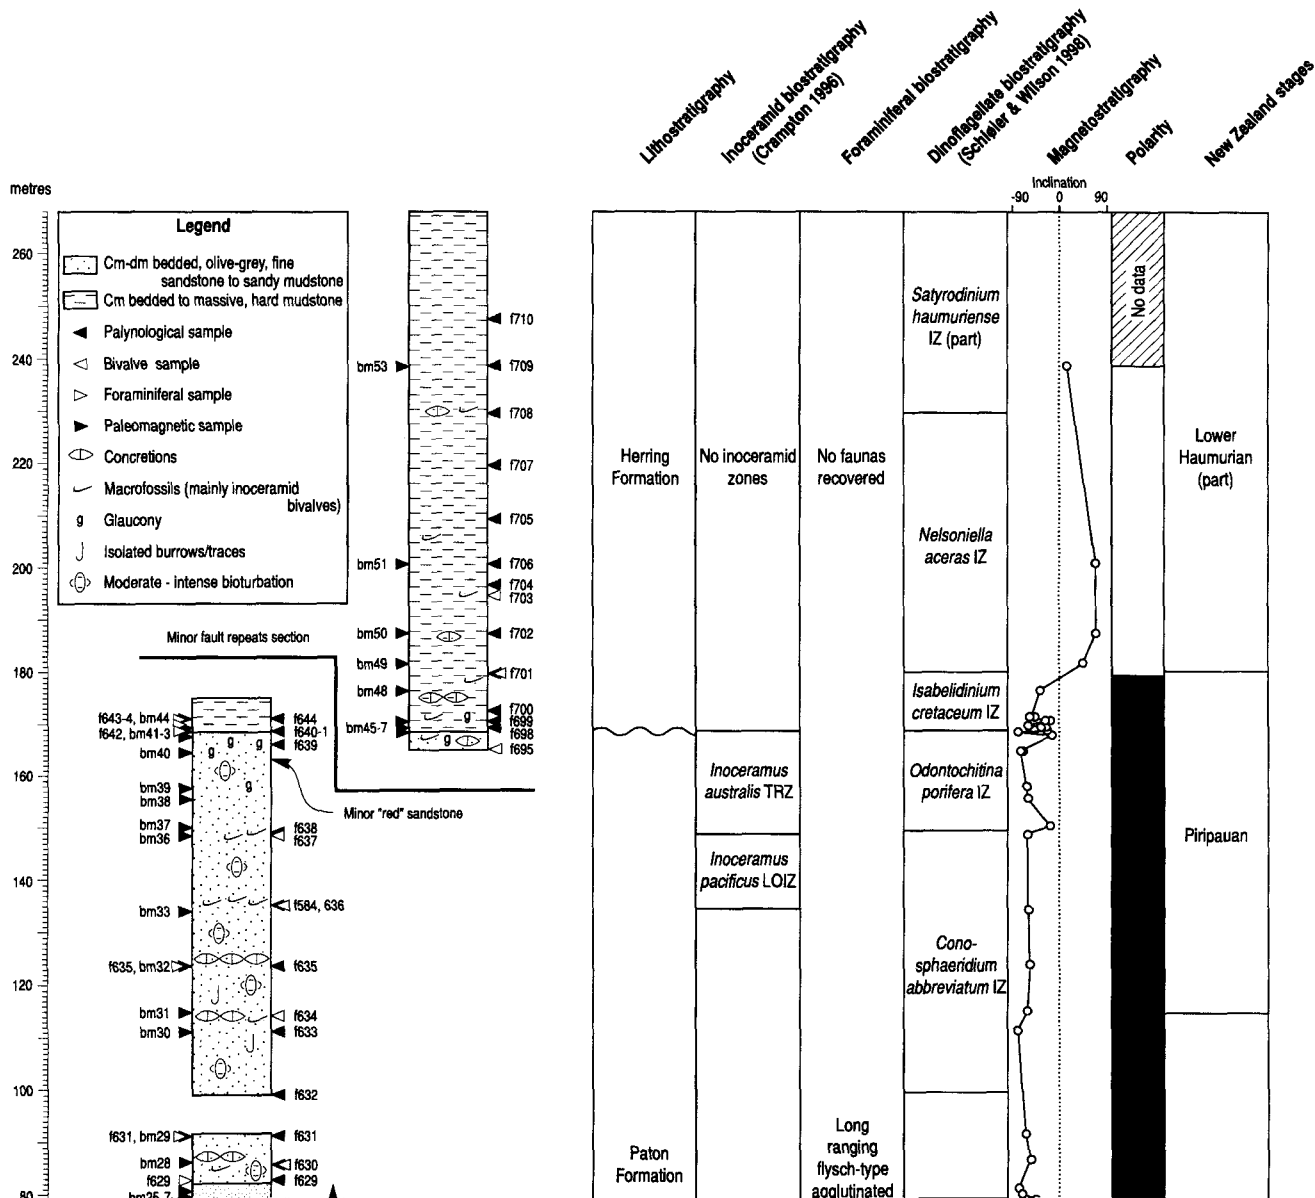 Lithostratigraphy
Inoceramid biostratigraphy
(Crampton 1996)
Foraminiferal biostratigraphy
Dinoflagellate biostratigraphy
(Schiøler & Wilson 1998)
Magnetostratigraphy
Polarity
New Zealand stages
metres
Inclination
-90 0 90
260
240
220
200
180
160
140
120
100
80
Legend
Cm-dm bedded, olive-grey, fine
sandstone to sandy mudstone
Cm bedded to massive, hard mudstone
Palynological sample
Bivalve sample
Foraminiferal sample
Paleomagnetic sample
Concretions
Macrofossils (mainly inoceramid
bivalves)
g Glaucony
Isolated burrows/traces
Moderate - intense bioturbation
Minor fault repeats section
bm53
bm51
bm50
bm49
bm48
bm45-7
f710
f709
f708
f707
f705
f706
f704
f703
f702
f701
f700
f699
f698
f695
g
g
f643-4, bm44
f642, bm41-3
bm40
bm39
bm38
bm37
bm36
bm33
f635, bm32
bm31
bm30
f631, bm29
bm28
f629
bm25-7
g
g
g
g
f644
f640-1
f639
Minor "red" sandstone
f638
f637
f584, 636
f635
f634
f633
f632
f631
f630
f629
Herring
Formation
Paton
Formation
No inoceramid
zones
Inoceramus
australis TRZ
Inoceramus
pacificus LOIZ
No faunas
recovered
Long
ranging
flysch-type
agglutinated
Satyrodinium
haumuriense
IZ (part)
Nelsoniella
aceras IZ
Isabelidinium
cretaceum IZ
Odontochitina
porifera IZ
Cono-
sphaeridium
abbreviatum IZ
No data
Lower
Haumurian
(part)
Piripauan